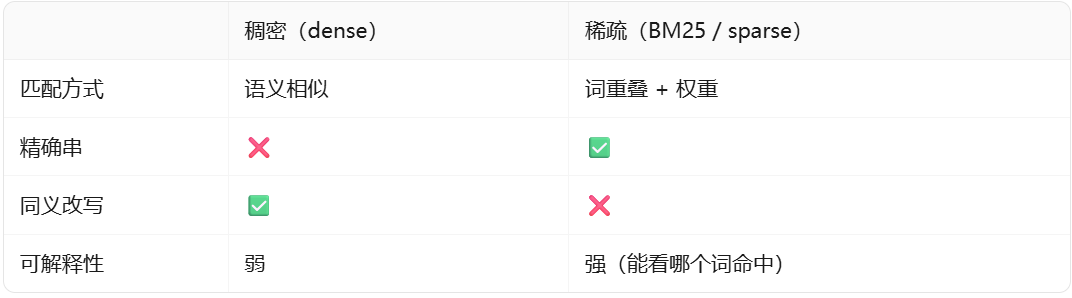 稠密（dense） 稀疏（BM25 / sparse）
匹配方式 语义相似 词重叠 + 权重
精确串 ❌ ✅
同义改写 ✅ ❌
可解释性 弱 强（能看哪个词命中）